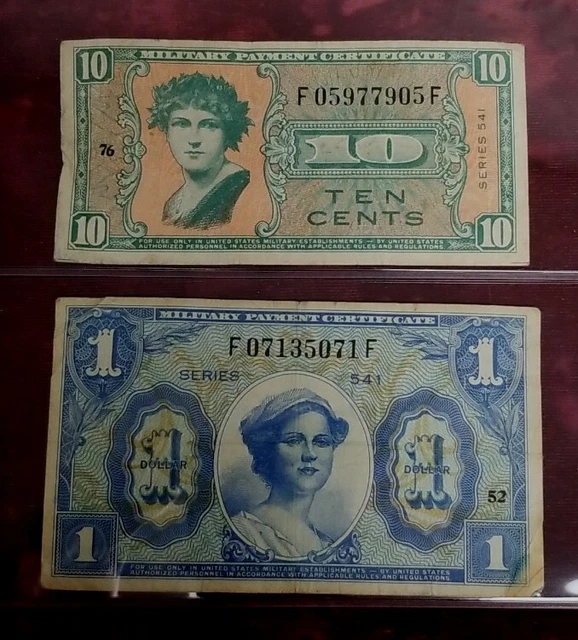 10 MILITARY PAYMENT CERTIFICATE 10
F 05977905 F
76
10
SERIES 541
TEN
CENTS
10 10
FOR USE ONLY IN UNITED STATES MILITARY ESTABLISHMENTS — BY UNITED STATES
AUTHORIZED PERSONNEL IN ACCORDANCE WITH APPLICABLE RULES AND REGULATIONS
MILITARY PAYMENT CERTIFICATE
1 1
F 07135071 F
SERIES 541
1 1
DOLLAR DOLLAR
52
1 1
FOR USE ONLY IN UNITED STATES MILITARY ESTABLISHMENTS — BY UNITED STATES
AUTHORIZED PERSONNEL IN ACCORDANCE WITH APPLICABLE RULES AND REGULATIONS